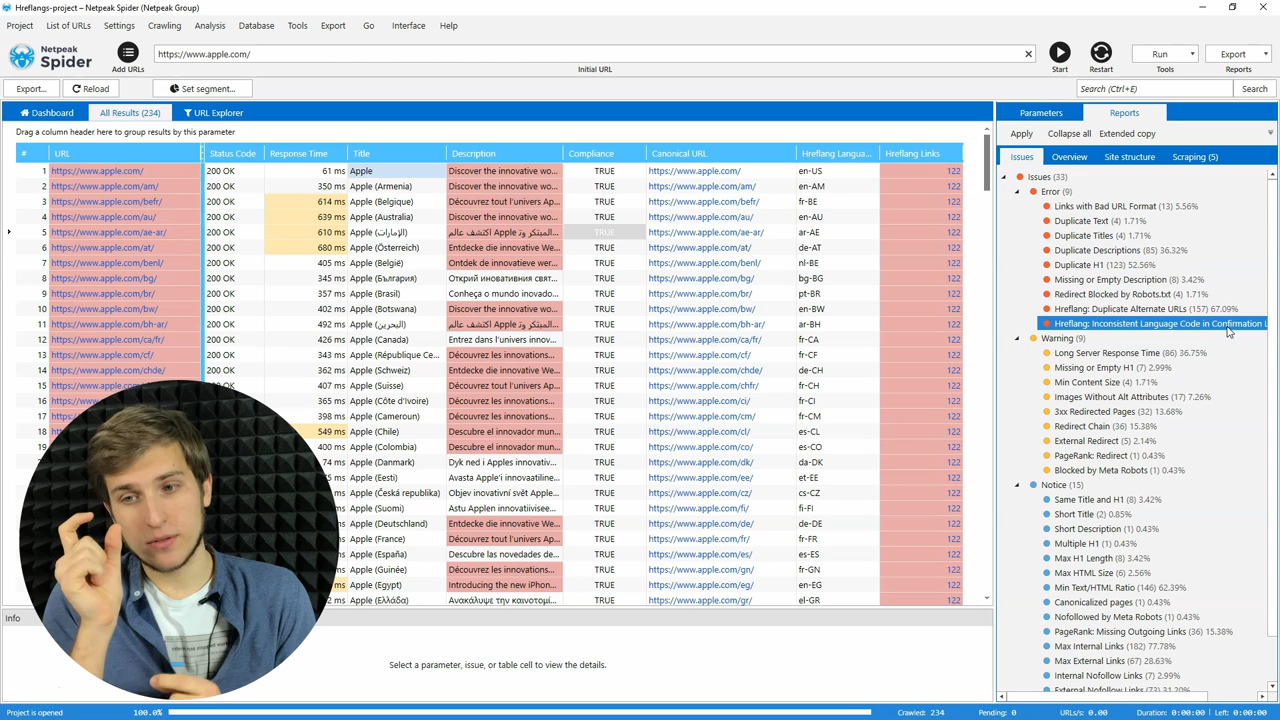 Hreflangs-project – Netpeak Spider (Netpeak Group)
Project List of URLs Settings Crawling Analysis Database Tools Export Go Interface Help
Netpeak Spider
Add URLs
https://www.apple.com/
Initial URL
Start
Restart
Run
Tools
Export
Reports
Export... Reload Set segment... Search (Ctrl+E) Search
Dashboard All Results (234) URL Explorer
Drag a column header here to group results by this parameter
# URL Status Code Response Time Title Description Compliance Canonical URL Hreflang Langua... Hreflang Links
1 https://www.apple.com/ 200 OK 61 ms Apple Discover the innovative wo... TRUE https://www.apple.com/ en-US 122
2 https://www.apple.com/am/ 200 OK 350 ms Apple (Armenia) Discover the innovative wo... TRUE https://www.apple.com/am/ en-AM 122
3 https://www.apple.com/befr/ 200 OK 614 ms Apple (Belgique) Découvrez tout l'univers Ap... TRUE https://www.apple.com/befr/ fr-BE 122
4 https://www.apple.com/au/ 200 OK 639 ms Apple (Australia) Discover the innovative wo... TRUE https://www.apple.com/au/ en-AU 122
5 https://www.apple.com/ae-ar/ 200 OK 610 ms Apple (الإمارات) اكتشف عالم Apple المبتكر وت... TRUE https://www.apple.com/ae-ar/ ar-AE 122
6 https://www.apple.com/at/ 200 OK 680 ms Apple (Österreich) Entdecke die innovative We... TRUE https://www.apple.com/at/ de-AT 122
7 https://www.apple.com/benl/ 200 OK 405 ms Apple (België) Ontdek de innovatieve were... TRUE https://www.apple.com/benl/ nl-BE 122
8 https://www.apple.com/bg/ 200 OK 345 ms Apple (България) Открий иновативния свят... TRUE https://www.apple.com/bg/ bg-BG 122
9 https://www.apple.com/br/ 200 OK 357 ms Apple (Brasil) Conheça o mundo inovado... TRUE https://www.apple.com/br/ pt-BR 122
10 https://www.apple.com/bw/ 200 OK 402 ms Apple (Botswana) Discover the innovative wo... TRUE https://www.apple.com/bw/ en-BW 122
11 https://www.apple.com/bh-ar/ 200 OK 492 ms Apple (البحرين) اكتشف عالم Apple المبتكر وت... TRUE https://www.apple.com/bh-ar/ ar-BH 122
12 https://www.apple.com/ca/fr/ 200 OK 426 ms Apple (Canada) Entrez dans l'univers innov... TRUE https://www.apple.com/ca/fr/ fr-CA 122
13 https://www.apple.com/cf/ 200 OK 343 ms Apple (République Ce... Découvrez les innovations... TRUE https://www.apple.com/cf/ fr-CF 122
14 https://www.apple.com/chde/ 200 OK 362 ms Apple (Schweiz) Entdecke die innovative We... TRUE https://www.apple.com/chde/ de-CH 122
15 https://www.apple.com/ 200 OK 386 ms Apple (Suisse) Découvrez tout l'univers Ap... TRUE https://www.apple.com/chfr/ fr-CH 122
16 200 OK 416 ms Apple (Côte d'Ivoire) Découvrez les innovations... TRUE https://www.apple.com/ci/ fr-CI 122
17 200 OK 398 ms Apple (Cameroun) Découvrez les innovations... TRUE https://www.apple.com/cm/ fr-CM 122
18 549 ms Apple (Chile) Descubre el innovador mun... TRUE https://www.apple.com/cl/ es-CL 122
19 400 ms Apple (Colombia) Descubre el innovador mun... TRUE https://www.apple.com/co/ es-CO 122
74 ms Apple (Danmark) Dyk ned i Apples innovativ... TRUE https://www.apple.com/dk/ da-DK 122
ms Apple (Eesti) Avasta Apple'i innovaatiline... TRUE https://www.apple.com/ee/ et-EE 122
ms Apple (Česká republika) Objev inovativní svět Apple... TRUE https://www.apple.com/cz/ cs-CZ 122
ms Apple (Suomi) Astu Applen innovatiivisee... TRUE https://www.apple.com/fi/ fi-FI 122
ms Apple (Deutschland) Entdecke die innovative We... TRUE https://www.apple.com/de/ de-DE 122
ms Apple (France) Découvrez tout l'univers Ap... TRUE https://www.apple.com/fr/ fr-FR 122
ms Apple (España) Descubre las novedades de... TRUE https://www.apple.com/es/ es-ES 122
ms Apple (Guinée) Découvrez les innovations... TRUE https://www.apple.com/gn/ fr-GN 122
ms Apple (Egypt) Introducing the new iPhon... TRUE https://www.apple.com/eg/ en-EG 122
2 ms Apple (Ελλάδα) Ανακάλυψε την καινοτομί... TRUE https://www.apple.com/gr/ el-GR 122
Info
Select a parameter, issue, or table cell to view the details.
Parameters Reports
Apply Collapse all Extended copy
Issues Overview Site structure Scraping (5)
Issues (33)
Error (9)
Links with Bad URL Format (13) 5.56%
Duplicate Text (4) 1.71%
Duplicate Titles (4) 1.71%
Duplicate Descriptions (85) 36.32%
Duplicate H1 (123) 52.56%
Missing or Empty Description (8) 3.42%
Redirect Blocked by Robots.txt (4) 1.71%
Hreflang: Duplicate Alternate URLs (157) 67.09%
Hreflang: Inconsistent Language Code in Confirmation L
Warning (9)
Long Server Response Time (86) 36.75%
Missing or Empty H1 (7) 2.99%
Min Content Size (4) 1.71%
Images Without Alt Attributes (17) 7.26%
3xx Redirected Pages (32) 13.68%
Redirect Chain (36) 15.38%
External Redirect (5) 2.14%
PageRank: Redirect (1) 0.43%
Blocked by Meta Robots (1) 0.43%
Notice (15)
Same Title and H1 (8) 3.42%
Short Title (2) 0.85%
Short Description (1) 0.43%
Multiple H1 (1) 0.43%
Max H1 Length (8) 3.42%
Max HTML Size (6) 2.56%
Min Text/HTML Ratio (146) 62.39%
Canonicalized pages (1) 0.43%
Nofollowed by Meta Robots (1) 0.43%
PageRank: Missing Outgoing Links (36) 15.38%
Max Internal Links (182) 77.78%
Max External Links (67) 28.63%
Internal Nofollow Links (7) 2.99%
External Nofollow Links (73) 31.20%
Project is opened 100.0% Crawled: 234 Pending: 0 URLs/s: 0.00 Duration: 0:00:00 Left: 0:00:00